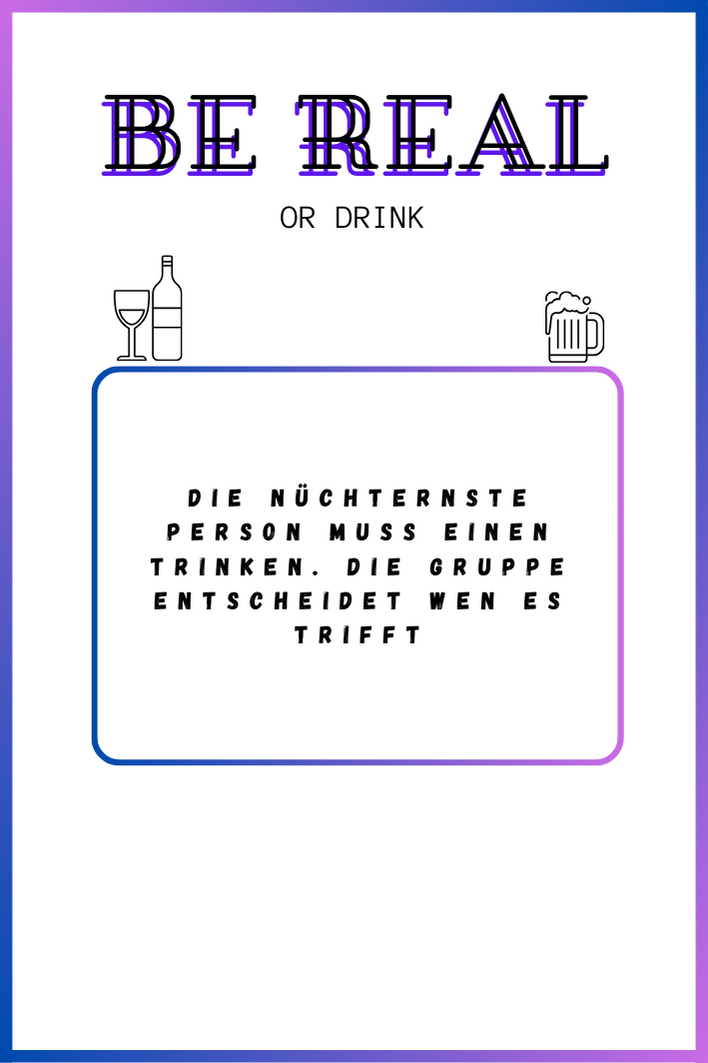 BE REAL
OR DRINK
DIE NÜCHTERNSTE
PERSON MUSS EINEN
TRINKEN. DIE GRUPPE
ENTSCHEIDET WEN ES
TRIFFT